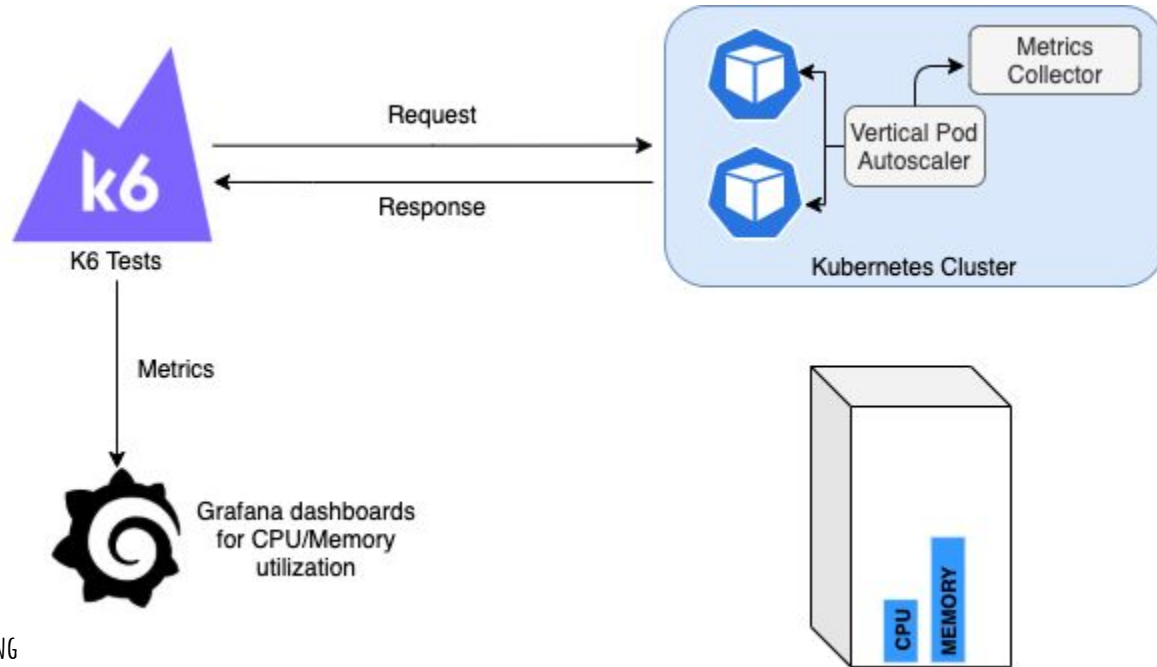 Metrics
Collector
Request
Vertical Pod
Autoscaler
k6
Response
K6 Tests
Kubernetes Cluster
Metrics
Grafana dashboards
for CPU/Memory
utilization
CPU
MEMORY
NG